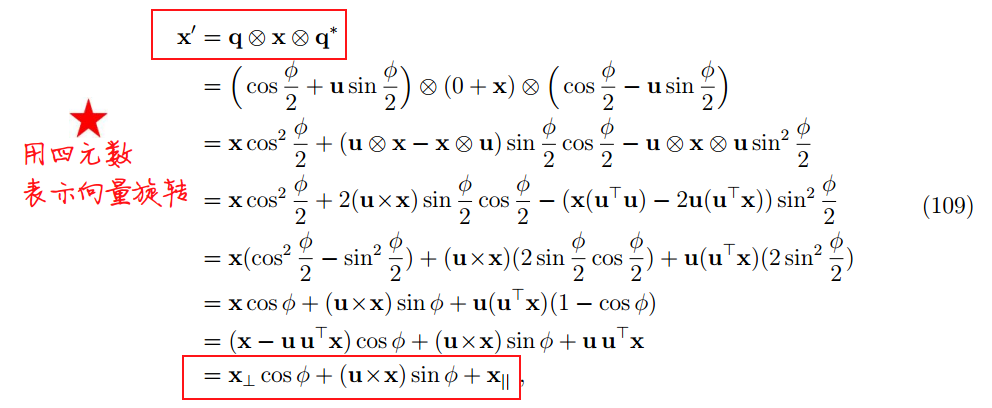 x′ = q ⊗ x ⊗ q*
= (cos ϕ/2 + u sin ϕ/2) ⊗ (0 + x) ⊗ (cos ϕ/2 − u sin ϕ/2)
= x cos² ϕ/2 + (u ⊗ x − x ⊗ u) sin ϕ/2 cos ϕ/2 − u ⊗ x ⊗ u sin² ϕ/2
用四元数
表示向量旋转
= x cos² ϕ/2 + 2(u×x) sin ϕ/2 cos ϕ/2 − (x(u⊤u) − 2u(u⊤x)) sin² ϕ/2 (109)
= x(cos² ϕ/2 − sin² ϕ/2) + (u×x)(2 sin ϕ/2 cos ϕ/2) + u(u⊤x)(2 sin² ϕ/2)
= x cos ϕ + (u×x) sin ϕ + u(u⊤x)(1 − cos ϕ)
= (x − u u⊤x) cos ϕ + (u×x) sin ϕ + u u⊤x
= x⊥ cos ϕ + (u×x) sin ϕ + x|| ,